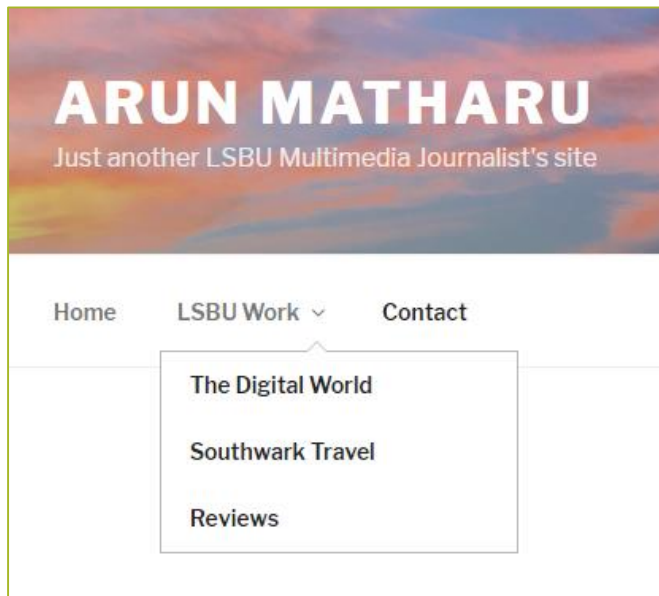 ARUN MATHARU
Just another LSBU Multimedia Journalist's site
Home LSBU Work Contact
The Digital World
Southwark Travel
Reviews